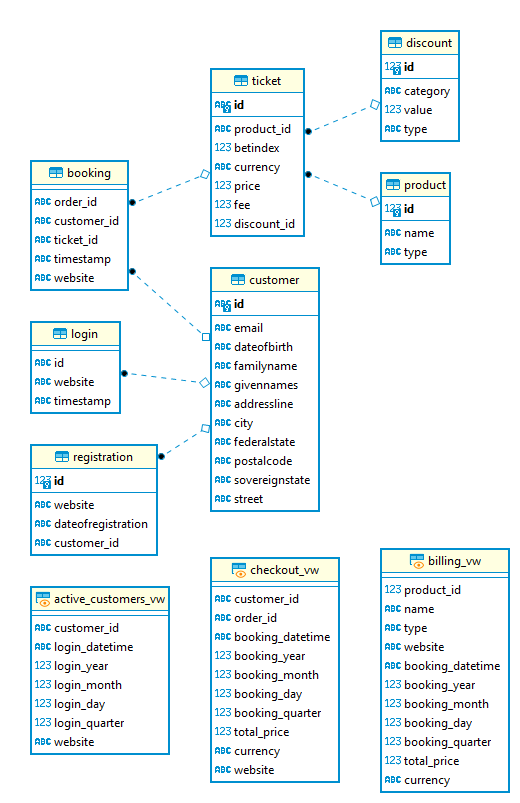 discount
123 id
ABC category
123 value
ABC type
ticket
ABC id
ABC product_id
123 betindex
ABC currency
123 price
123 fee
123 discount_id
product
123 id
ABC name
ABC type
booking
ABC order_id
ABC customer_id
ABC ticket_id
ABC timestamp
ABC website
customer
ABC id
ABC email
ABC dateofbirth
ABC familyname
ABC givennames
ABC addressline
ABC city
ABC federalstate
ABC postalcode
ABC sovereignstate
ABC street
login
ABC id
ABC website
ABC timestamp
registration
123 id
ABC website
ABC dateofregistration
ABC customer_id
active_customers_vw
ABC customer_id
ABC login_datetime
123 login_year
123 login_month
123 login_day
123 login_quarter
ABC website
checkout_vw
ABC customer_id
ABC order_id
ABC booking_datetime
123 booking_year
123 booking_month
ABC booking_day
ABC booking_quarter
123 total_price
ABC currency
ABC website
billing_vw
123 product_id
ABC name
ABC type
ABC website
ABC booking_datetime
123 booking_year
123 booking_month
ABC booking_day
ABC booking_quarter
123 total_price
ABC currency